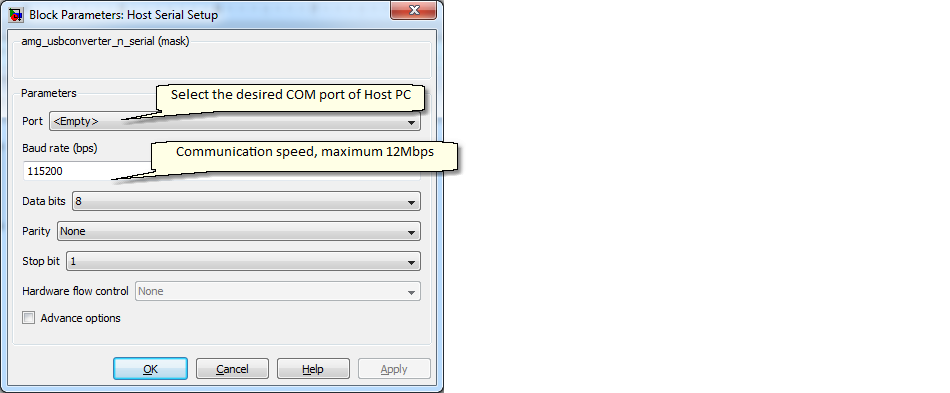 Block Parameters: Host Serial Setup
amg_usbconverter_n_serial (mask)
Parameters
Select the desired COM port of Host PC
Port <Empty>
Baud rate (bps)
Communication speed, maximum 12Mbps
115200
Data bits 8
Parity None
Stop bit 1
Hardware flow control None
Advance options
OK Cancel Help Apply